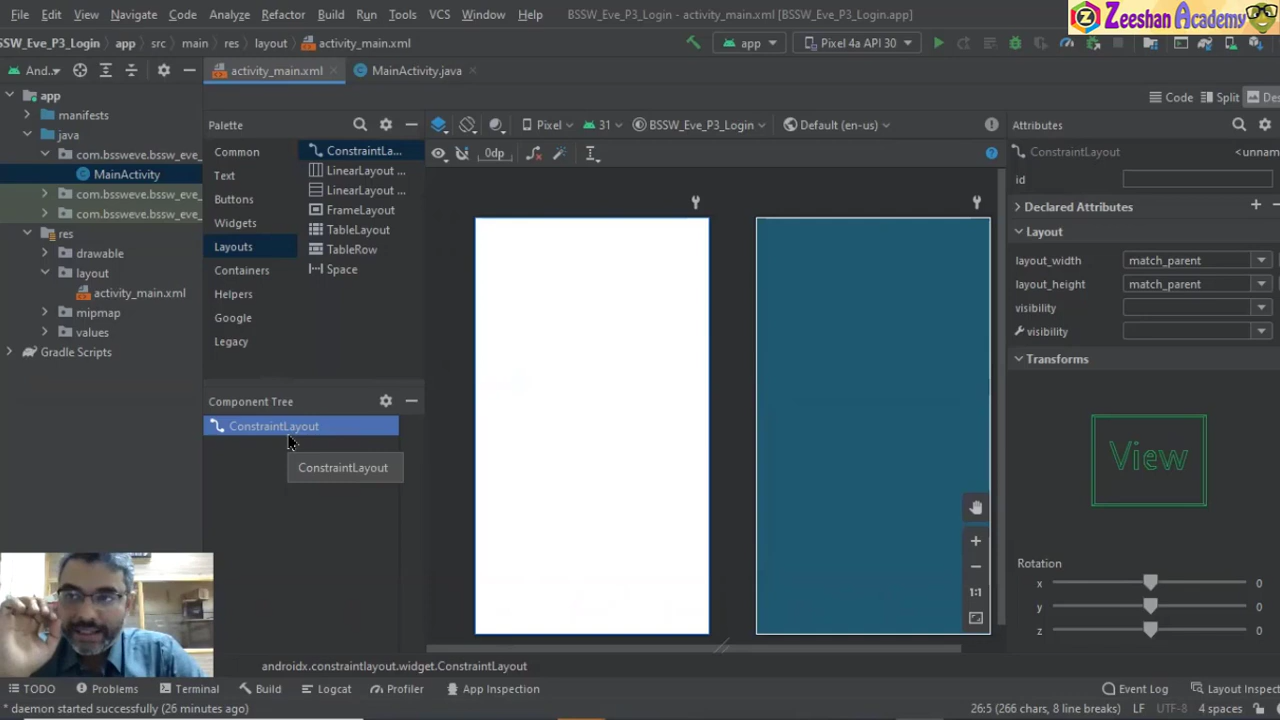 File Edit View Navigate Code Analyze Refactor Build Run Tools VCS Window Help BSSW_Eve_P3_Login - activity_main.xml [BSSW_Eve_P3_Login.app]
Zeeshan Academy
SSW_Eve_P3_Login app src main res layout activity_main.xml app Pixel 4a API 30
And... activity_main.xml MainActivity.java
app
manifests
java
com.bssweve.bssw_eve_
MainActivity
com.bssweve.bssw_eve_
com.bssweve.bssw_eve_
res
drawable
layout
activity_main.xml
mipmap
values
Gradle Scripts
Code Split Des
Palette
Common
Text
Buttons
Widgets
Layouts
Containers
Helpers
Google
Legacy
ConstraintLa...
LinearLayout ...
LinearLayout ...
FrameLayout
TableLayout
TableRow
Space
Component Tree
ConstraintLayout
ConstraintLayout
Pixel 31 BSSW_Eve_P3_Login Default (en-us)
0dp
1:1
Attributes
ConstraintLayout <unnam
id
Declared Attributes
Layout
layout_width match_parent
layout_height match_parent
visibility
visibility
Transforms
View
Rotation
x 0
y 0
z 0
androidx.constraintlayout.widget.ConstraintLayout
TODO Problems Terminal Build Logcat Profiler App Inspection Event Log Layout Inspect
* daemon started successfully (26 minutes ago) 26:5 (266 chars, 8 line breaks) LF UTF-8 4 spaces